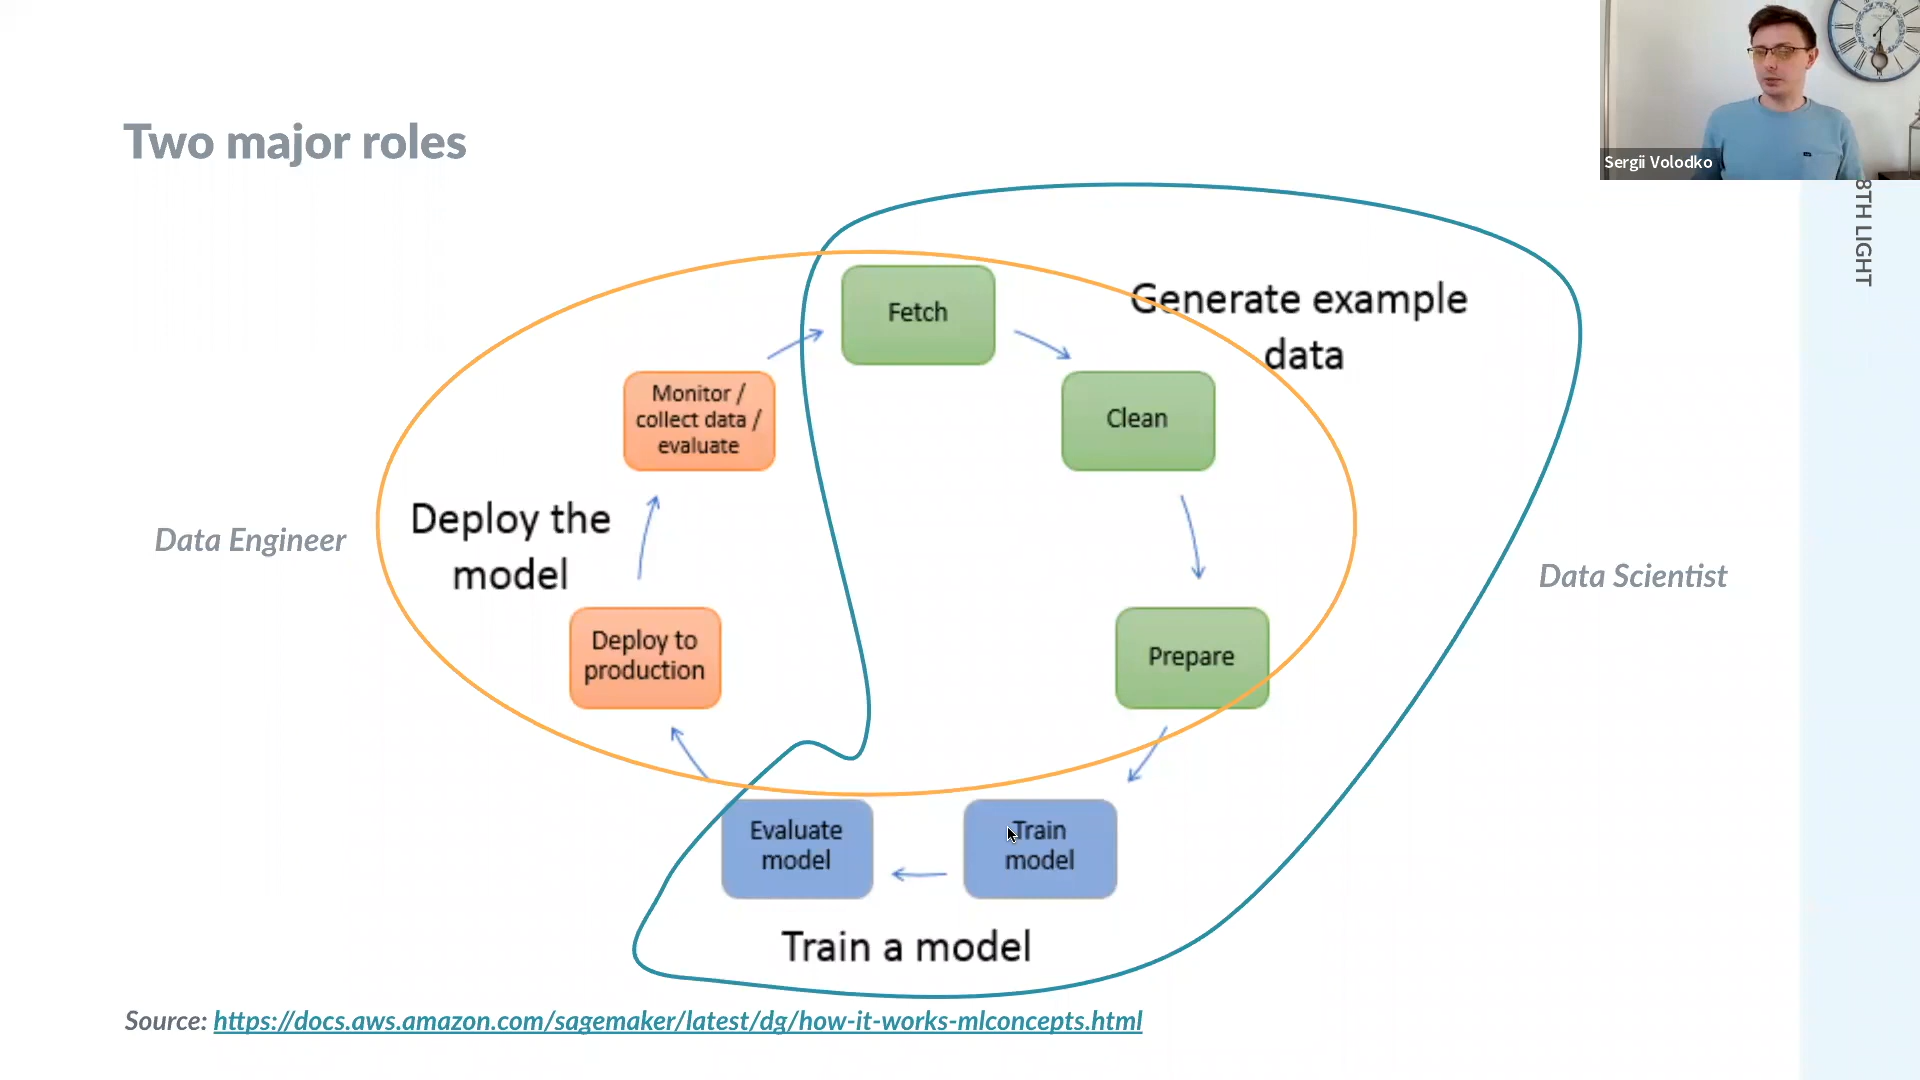 Sergii Volodko
8TH LIGHT
Two major roles
Fetch
Generate example
data
Monitor /
collect data /
evaluate
Clean
Deploy the
model
Data Engineer
Data Scientist
Deploy to
production
Prepare
Evaluate
model
Train
model
Train a model
Source: https://docs.aws.amazon.com/sagemaker/latest/dg/how-it-works-mlconcepts.html